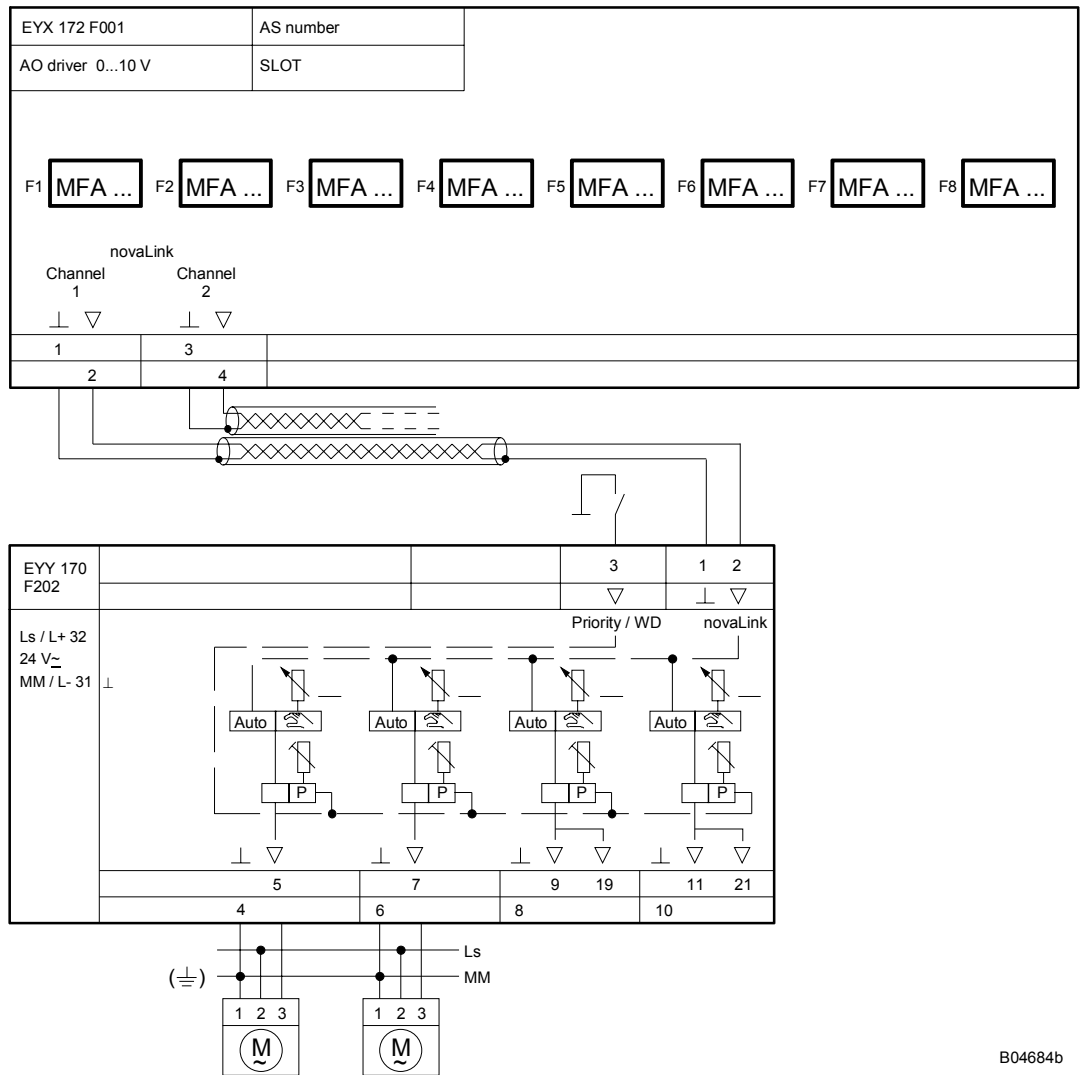 EYX 172 F001 AS number
AO driver 0...10 V SLOT
F1 MFA ... F2 MFA ... F3 MFA ... F4 MFA ... F5 MFA ... F6 MFA ... F7 MFA ... F8 MFA ...
novaLink
Channel Channel
1 2
1 3
2 4
EYY 170 3 1 2
F202
Priority / WD novaLink
Ls / L+ 32
24 V~
MM / L- 31
Auto Auto Auto Auto
P P P P
5 7 9 19 11 21
4 6 8 10
Ls
MM
1 2 3 1 2 3
M M
~ ~
B04684b